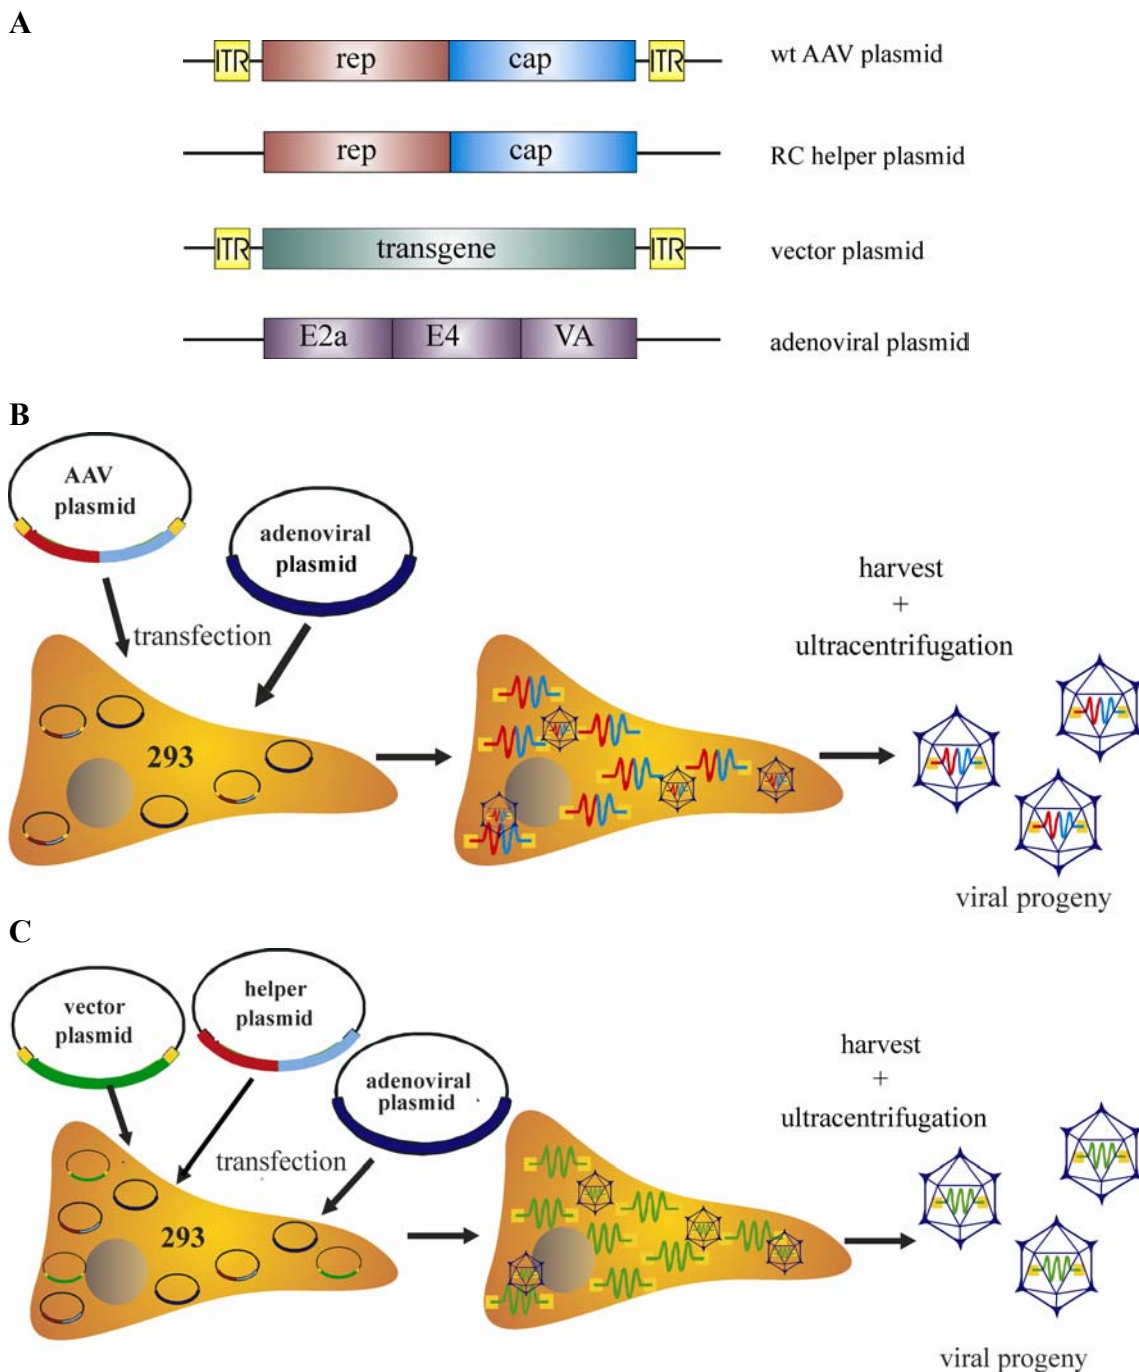 A
ITR rep cap ITR wt AAV plasmid
rep cap RC helper plasmid
ITR transgene ITR vector plasmid
E2a E4 VA adenoviral plasmid
B
AAV
plasmid
adenoviral
plasmid
transfection
293
harvest
+
ultracentrifugation
viral progeny
C
vector
plasmid
helper
plasmid
adenoviral
plasmid
transfection
293
harvest
+
ultracentrifugation
viral progeny